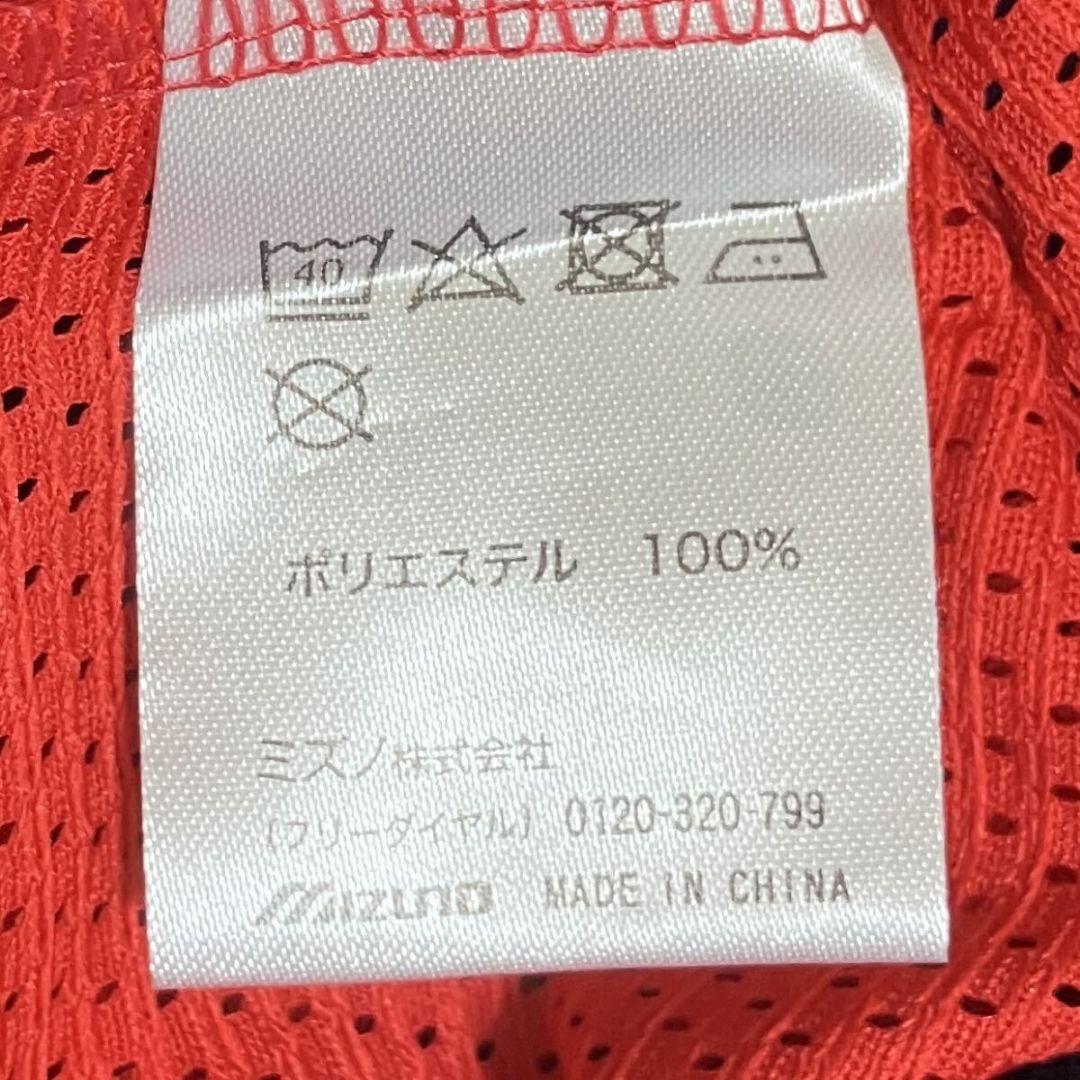 40
ポリエステル 100%
ミズノ株式会社
(フリーダイヤル) 0120-320-799
MIZUNO MADE IN CHINA